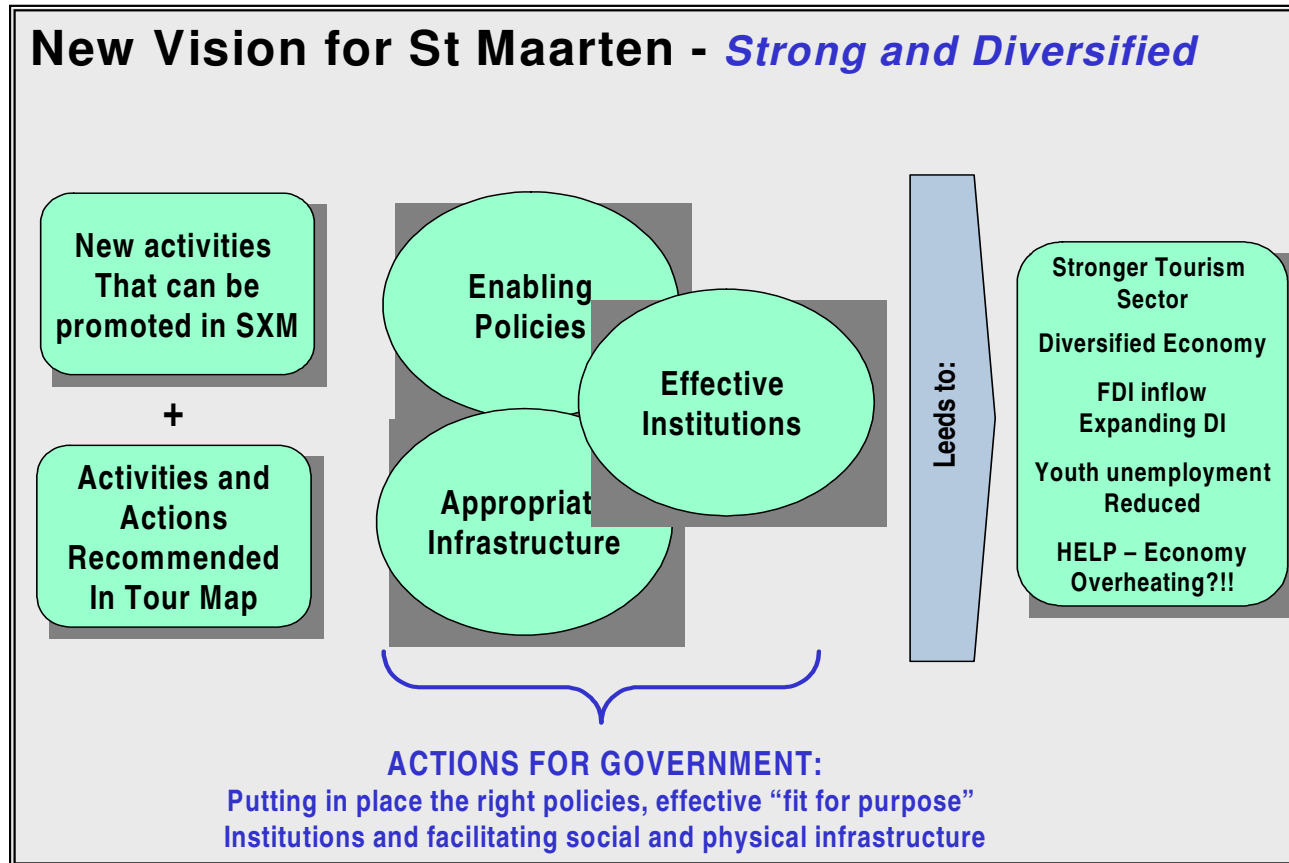 New Vision for St Maarten - Strong and Diversified
New activities
That can be
promoted in SXM
+
Activities and
Actions
Recommended
In Tour Map
Enabling
Policies
Effective
Institutions
Appropriat
Infrastructure
Leeds to:
Stronger Tourism
Sector
Diversified Economy
FDI inflow
Expanding DI
Youth unemployment
Reduced
HELP – Economy
Overheating?!!
ACTIONS FOR GOVERNMENT:
Putting in place the right policies, effective “fit for purpose”
Institutions and facilitating social and physical infrastructure